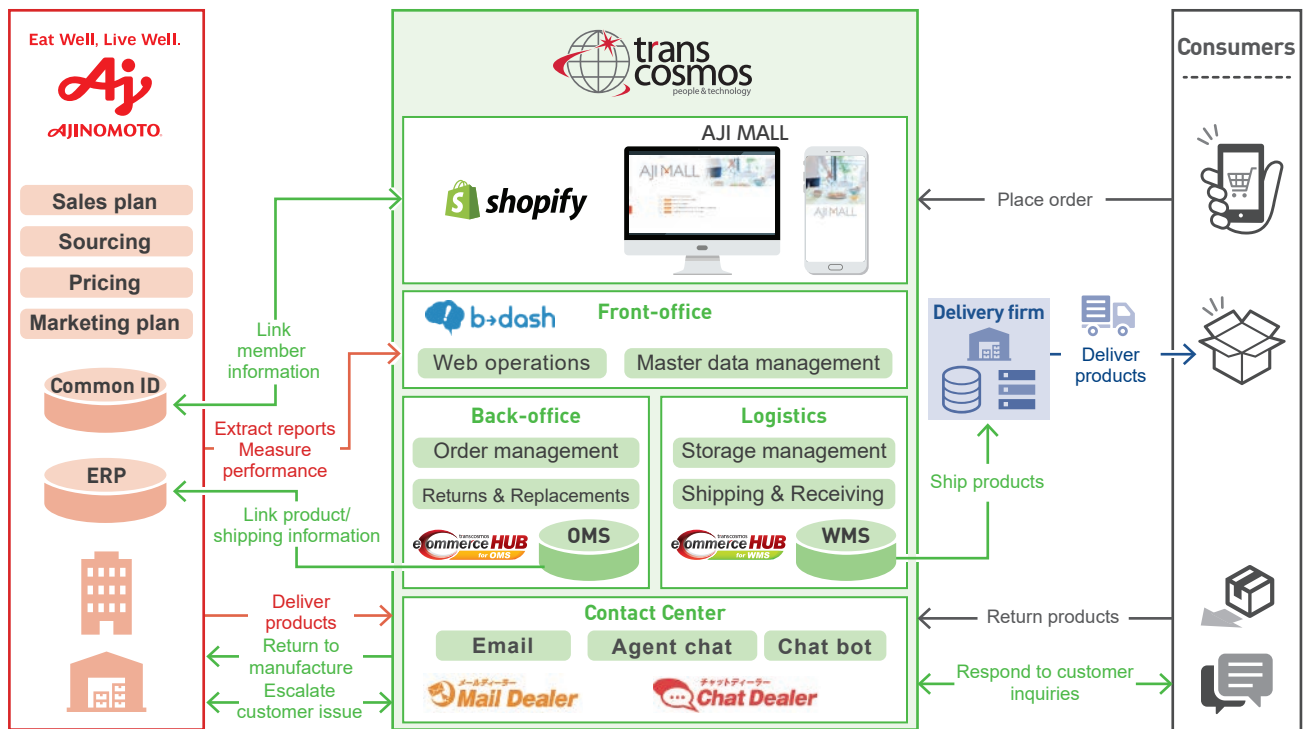 Eat Well, Live Well.
Aj
AJINOMOTO.
Sales plan
Sourcing
Pricing
Marketing plan
Common ID
ERP
Link
member
information
Extract reports
Measure
performance
Link product/
shipping information
Deliver
products
Return to
manufacture
Escalate
customer issue
trans
cosmos
people & technology
AJI MALL
shopify
AJI MALL
AJI MALL
b→dash
Front-office
Web operations
Master data management
Back-office
Order management
Returns & Replacements
transcosmos
eCommerce HUB
for OMS
OMS
Logistics
Storage management
Shipping & Receiving
transcosmos
eCommerce HUB
for WMS
WMS
Contact Center
Email
Agent chat
Chat bot
メールディーラー
Mail Dealer
チャットディーラー
Chat Dealer
Place order
Delivery firm
Deliver
products
Ship products
Return products
Respond to customer
inquiries
Consumers